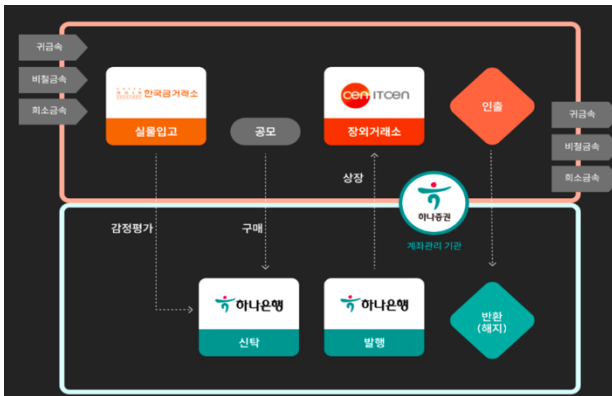 귀금속
비철금속
희소금속
한국금거래소
실물입고
공모
cen ITCEN
장외거래소
인출
귀금속
비철금속
희소금속
상장
하나증권
계좌관리 기관
감정평가
구매
하나은행
신탁
하나은행
발행
반환
(해지)